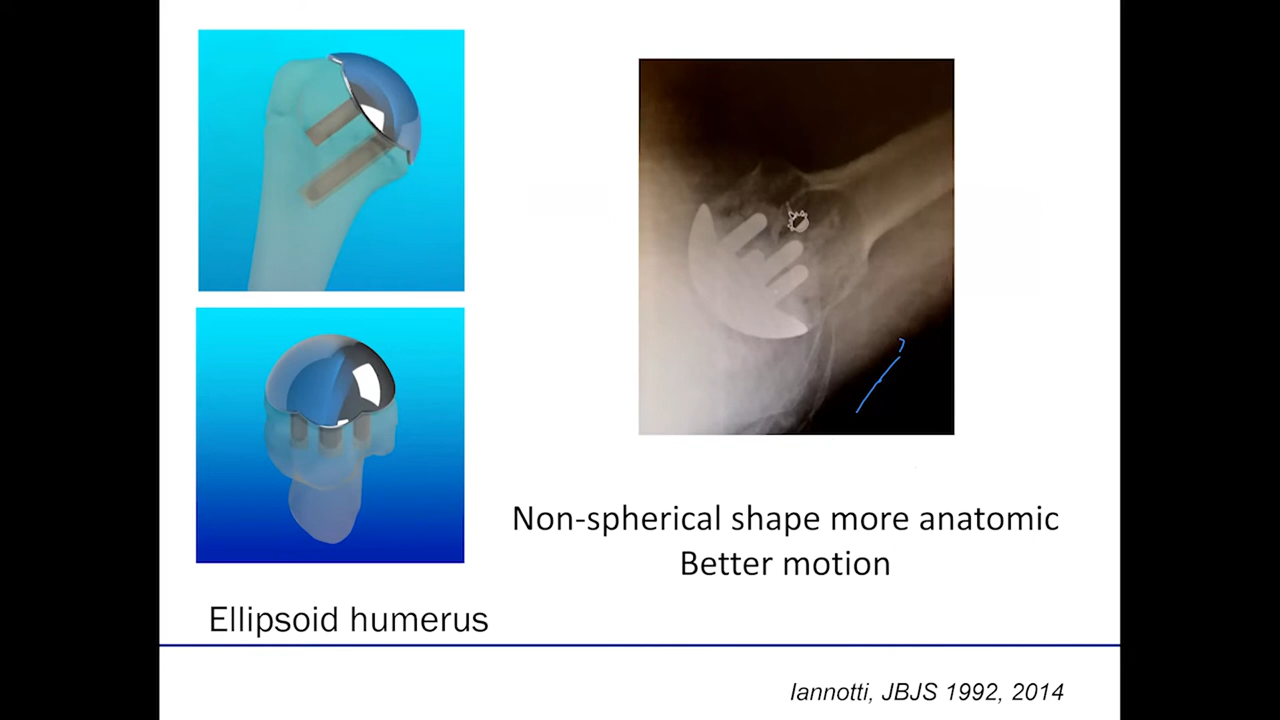 Non-spherical shape more anatomic
Better motion
Ellipsoid humerus
Iannotti, JBJS 1992, 2014